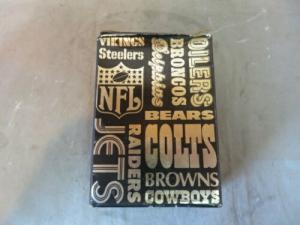 VIKINGS
Steelers
NFL
JETS
RAIDERS
Dolphins
BRONCOS
OILERS
BEARS
COLTS
BROWNS
COWBOYS